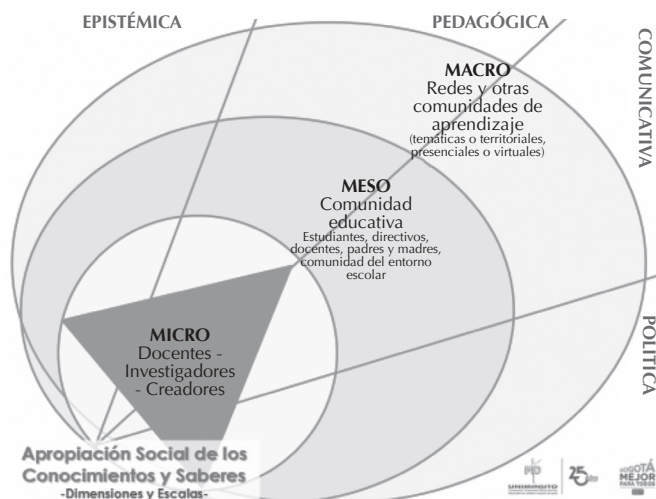 EPISTÉMICA
PEDAGÓGICA
COMUNICATIVA
POLITICA
MACRO
Redes y otras
comunidades de
aprendizaje
(temáticas o territoriales,
presenciales o virtuales)
MESO
Comunidad
educativa
Estudiantes, directivos,
docentes, padres y madres,
comunidad del entorno
escolar
MICRO
Docentes -
Investigadores
- Creadores
Apropiación Social de los
Conocimientos y Saberes
-Dimensiones y Escalas-
25
BOGOTÁ
MEJOR
PARA TODOS